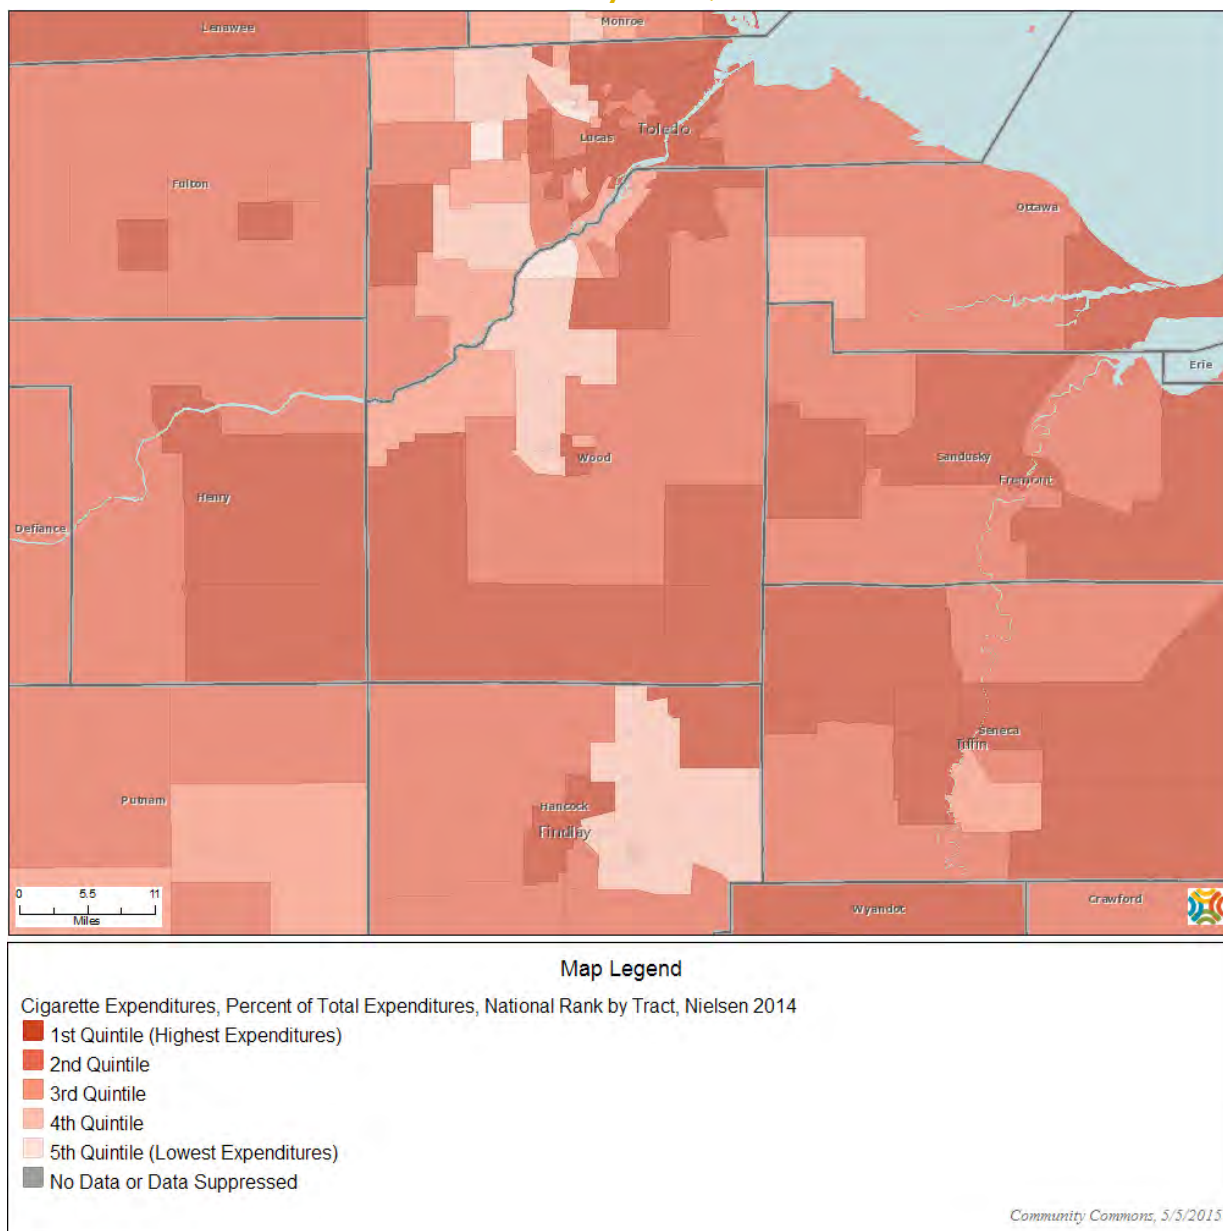 Lenawee
Monroe
Lucas
Toledo
Fulton
Ottawa
Erie
Wood
Sandusky
Fremont
Henry
Defiance
Seneca
Tiffin
Putnam
Hancock
Findlay
0 5.5 11
Miles
Wyandot
Crawford
Map Legend
Cigarette Expenditures, Percent of Total Expenditures, National Rank by Tract, Nielsen 2014
1st Quintile (Highest Expenditures)
2nd Quintile
3rd Quintile
4th Quintile
5th Quintile (Lowest Expenditures)
No Data or Data Suppressed
Community Commons, 5/5/2015